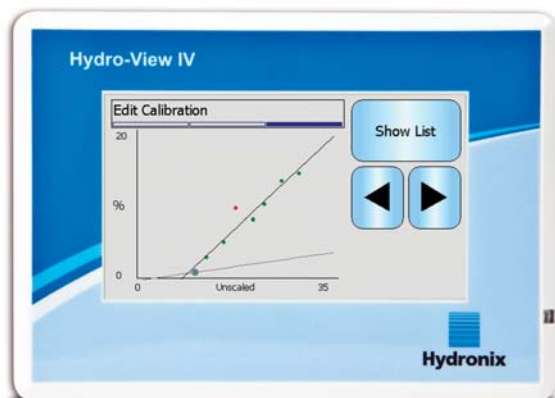 Hydro-View IV
Edit Calibration
Show List
20
%
0
0 Unscaled 35
Hydronix